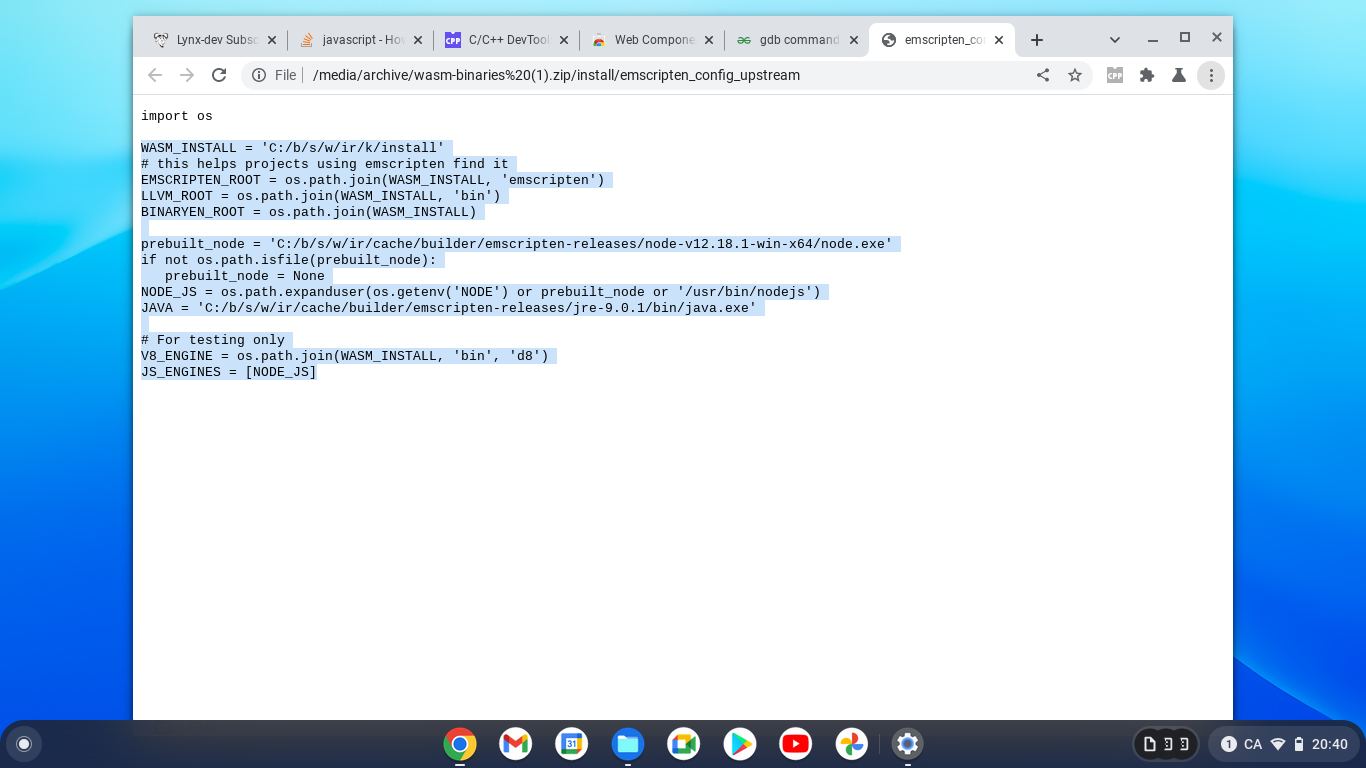 Lynx-dev Subsc
javascript - Hov
CPP
C/C++ DevTool
Web Compone
gdb command
emscripten_co
File
/media/archive/wasm-binaries%20(1).zip/install/emscripten_config_upstream
CPP
import os
WASM_INSTALL = 'C:/b/s/w/ir/k/install'
# this helps projects using emscripten find it
EMSCRIPTEN_ROOT = os.path.join(WASM_INSTALL, 'emscripten')
LLVM_ROOT = os.path.join(WASM_INSTALL, 'bin')
BINARYEN_ROOT = os.path.join(WASM_INSTALL)
prebuilt_node = 'C:/b/s/w/ir/cache/builder/emscripten-releases/node-v12.18.1-win-x64/node.exe'
if not os.path.isfile(prebuilt_node):
   prebuilt_node = None
NODE_JS = os.path.expanduser(os.getenv('NODE') or prebuilt_node or '/usr/bin/nodejs')
JAVA = 'C:/b/s/w/ir/cache/builder/emscripten-releases/jre-9.0.1/bin/java.exe'
# For testing only
V8_ENGINE = os.path.join(WASM_INSTALL, 'bin', 'd8')
JS_ENGINES = [NODE_JS]
31
1
CA
20:40